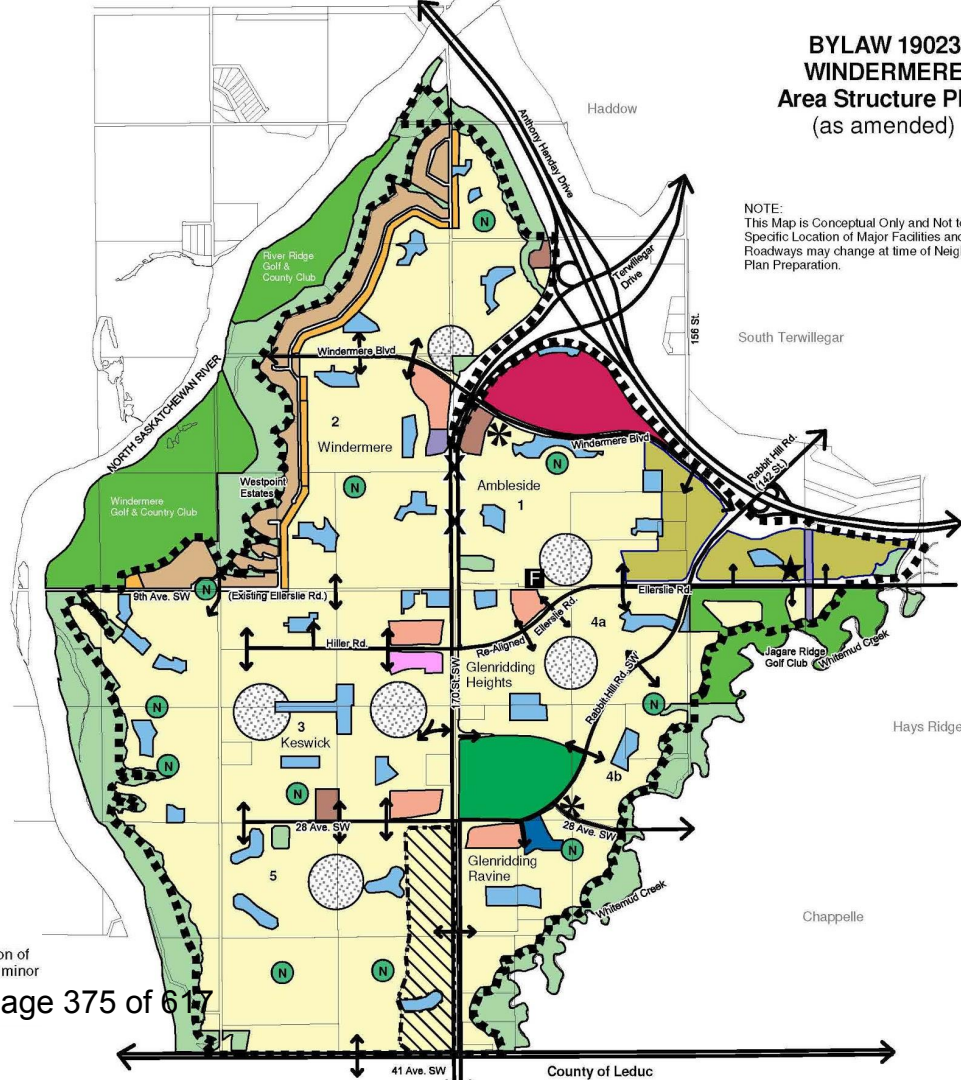 BYLAW 19023
WINDERMERE
Area Structure Pl
(as amended)
Haddow
Anthony Henday Drive
NOTE:
This Map is Conceptual Only and Not to
Specific Location of Major Facilities and
Roadways may change at time of Neigh
Plan Preparation.
N
River Ridge
Golf &
County Club
Terwillegar
Drive
156 St.
South Terwillegar
Windermere Blvd
NORTH SASKATCHEWAN RIVER
2
Windermere
Windermere Blvd
Rabbit Hill Rd.
(142 St.)
N
Westpoint
Estates
N
Ambleside
1
Windermere
Golf & Country Club
F
N
9th Ave. SW
(Existing Ellerslie Rd.)
Ellerslie Rd.
Ellerslie Rd.
Re-Aligned
4a
Hiller Rd.
Jagare Ridge
Golf Club
Whitemud Creek
Glenridding
Heights
170 St. SW
Rabbit Hill Rd. SW
N
N
3
Keswick
Hays Ridge
N
4b
N
28 Ave. SW
28 Ave. SW
N
Glenridding
Ravine
5
Whitemud Creek
Chappelle
on of
minor
N
N
age 375 of 617
41 Ave. SW
County of Leduc